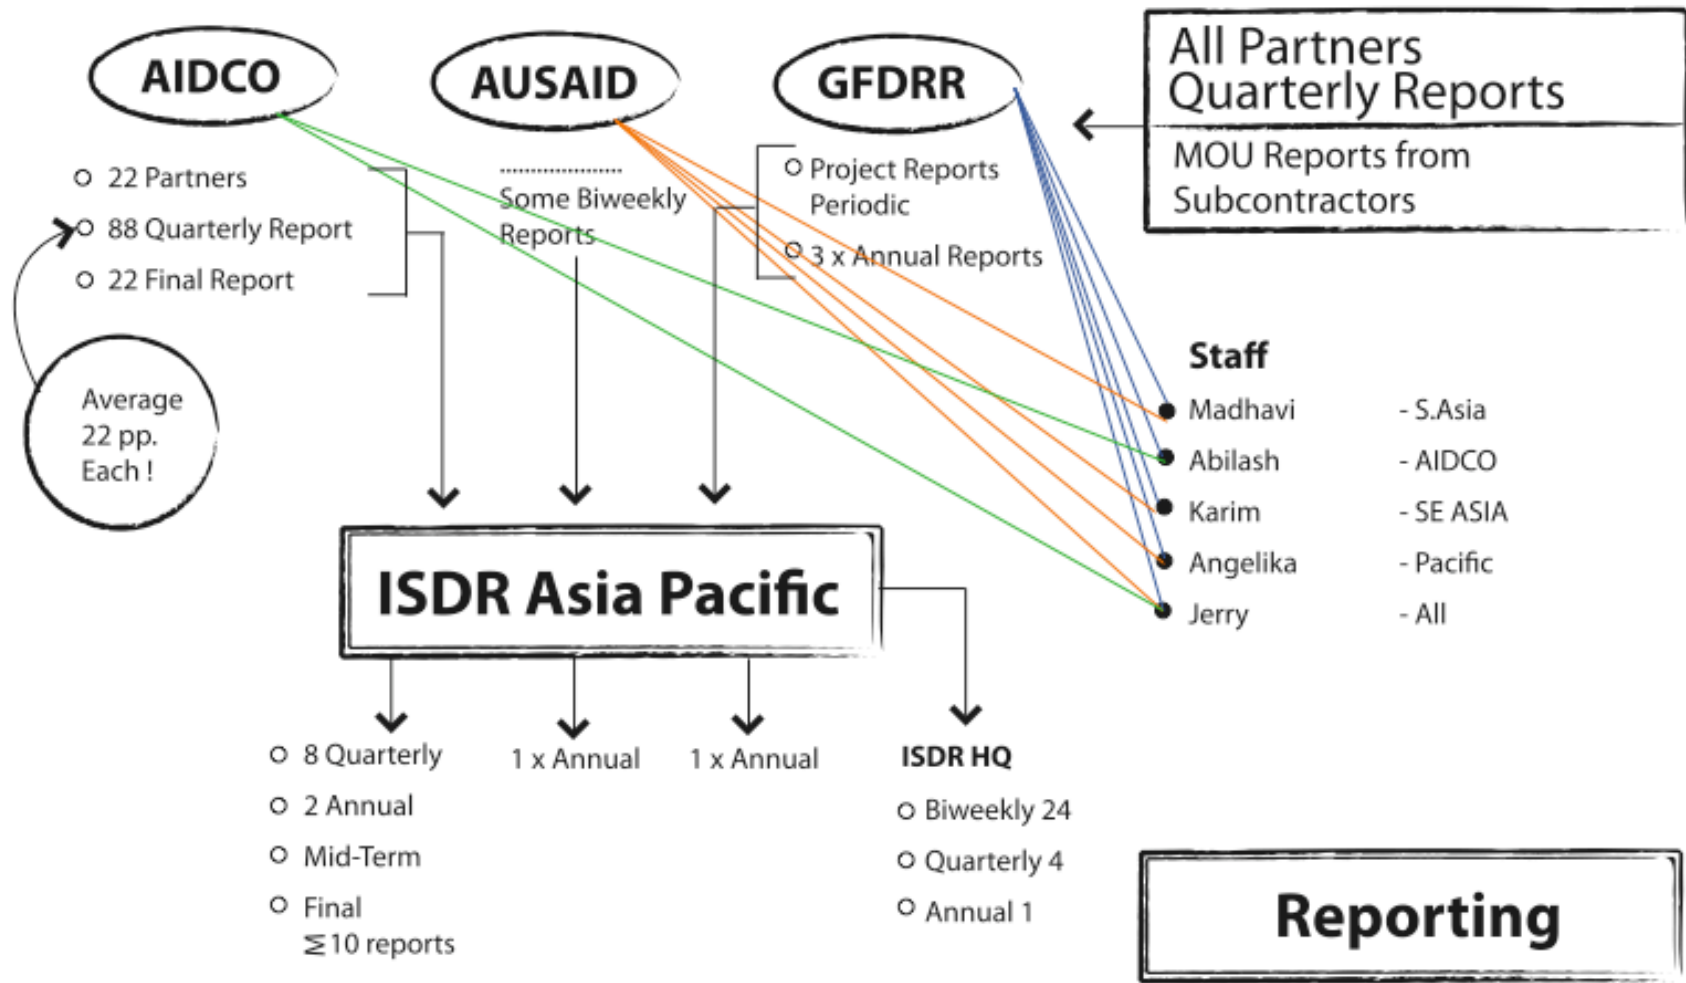 AIDCO
AUSAID
GFDRR
All Partners
Quarterly Reports
MOU Reports from
Subcontractors
22 Partners
88 Quarterly Report
22 Final Report
Some Biweekly
Reports
Project Reports
Periodic
3 x Annual Reports
Average
22 pp.
Each !
Staff
Madhavi - S.Asia
Abilash - AIDCO
Karim - SE ASIA
Angelika - Pacific
Jerry - All
ISDR Asia Pacific
8 Quarterly
2 Annual
Mid-Term
Final
⅀ 10 reports
1 x Annual
1 x Annual
ISDR HQ
Biweekly 24
Quarterly 4
Annual 1
Reporting